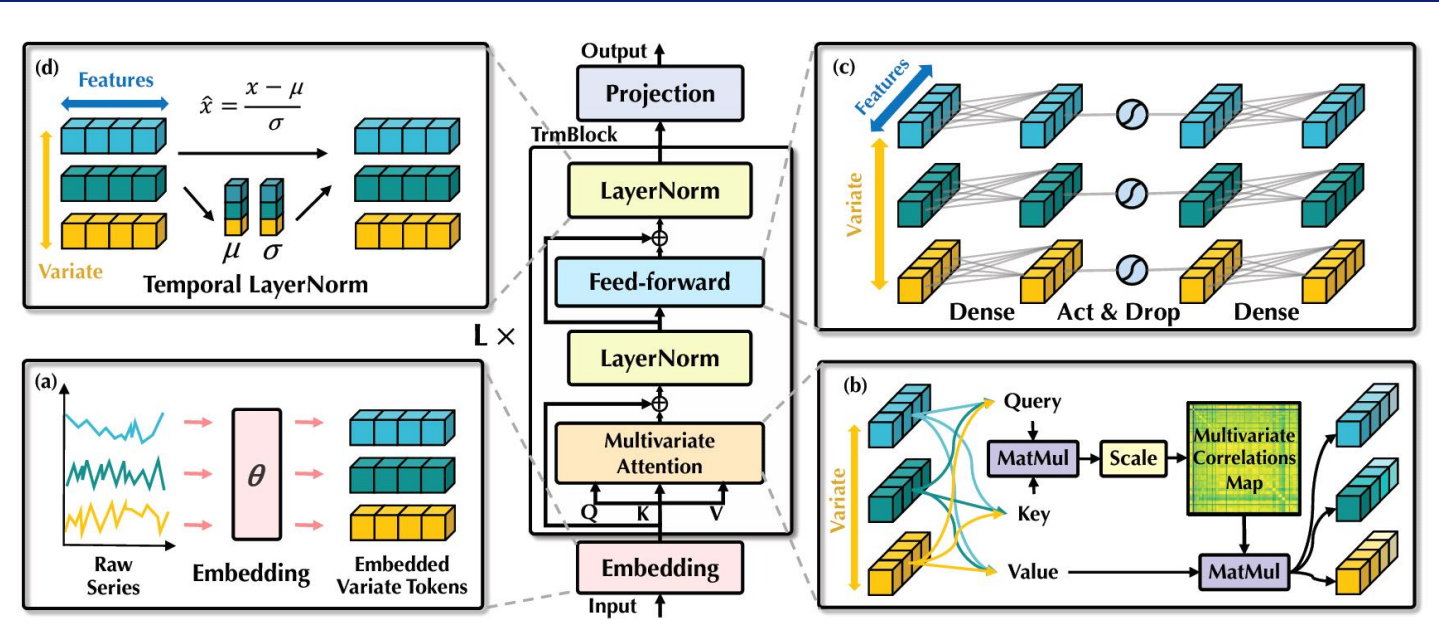 (d)
Features
x̂ = (x − μ) / σ
μ σ
Variate
Temporal LayerNorm
(a)
θ
Raw
Series
Embedding
Embedded
Variate Tokens
Output
Projection
TrmBlock
LayerNorm
Feed-forward
L ×
LayerNorm
Multivariate
Attention
Q K V
Embedding
Input
(c)
Features
Variate
Dense Act & Drop Dense
(b)
Variate
Query
MatMul
Scale
Multivariate
Correlations
Map
Key
Value
MatMul